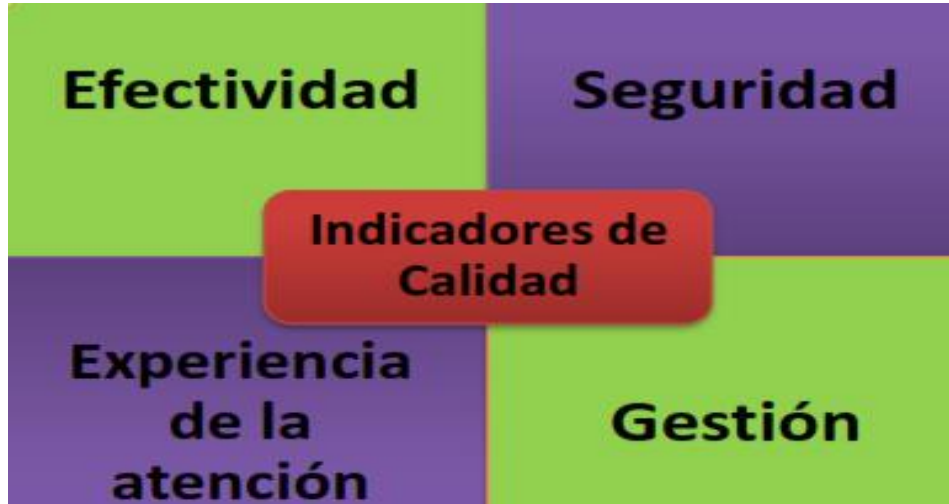 Efectividad
Seguridad
Indicadores de
Calidad
Experiencia
de la
atención
Gestión